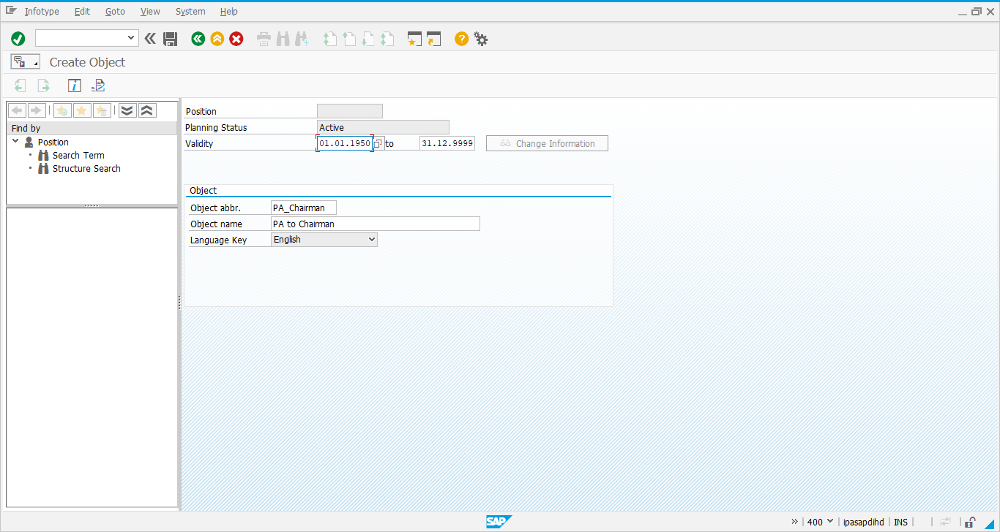 Infotype Edit Goto View System Help
Create Object
Find by
Position
Search Term
Structure Search
Position
Planning Status Active
Validity 01.01.1950 to 31.12.9999 Change Information
Object
Object abbr. PA_Chairman
Object name PA to Chairman
Language Key English
SAP
400 ipasapdihd INS